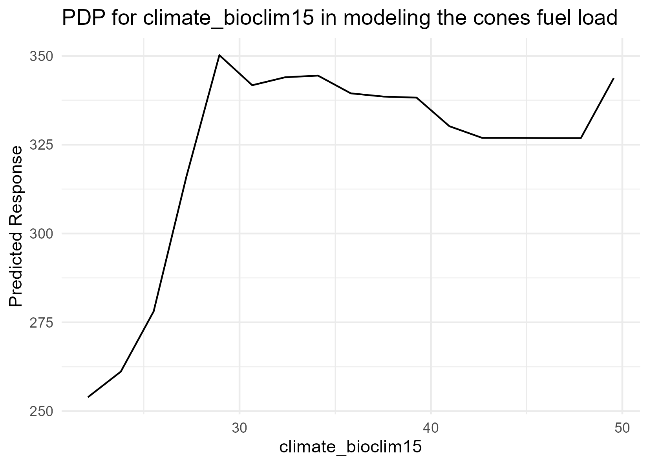 PDP for climate_bioclim15 in modeling the cones fuel load
350
325
300
275
250
Predicted Response
30
40
50
climate_bioclim15